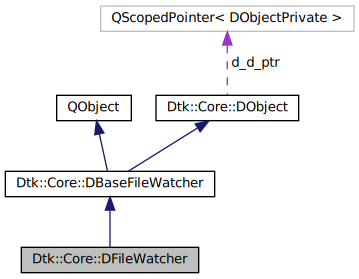 QScopedPointer< DObjectPrivate >
d_d_ptr
QObject
Dtk::Core::DObject
Dtk::Core::DBaseFileWatcher
Dtk::Core::DFileWatcher